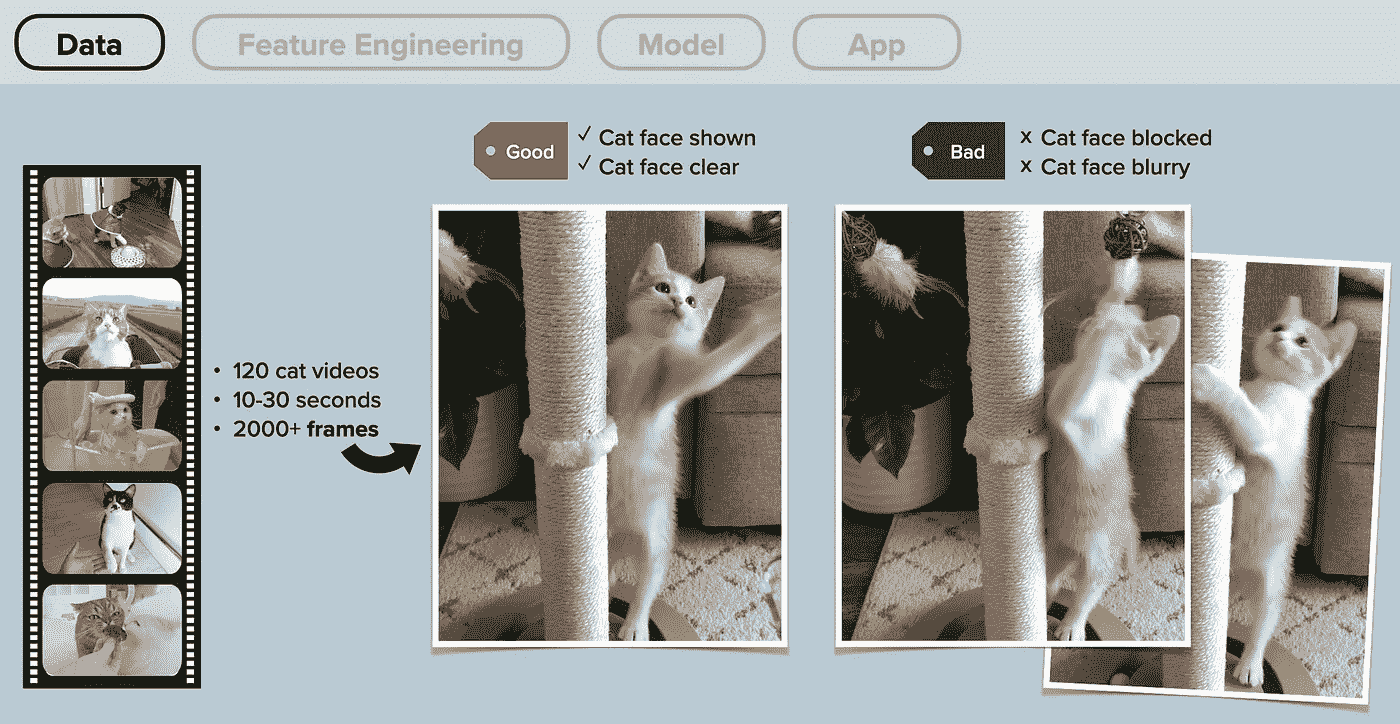 Data
Feature Engineering
Model
App
Good
✓ Cat face shown
✓ Cat face clear
Bad
x Cat face blocked
x Cat face blurry
• 120 cat videos
• 10-30 seconds
• 2000+ frames